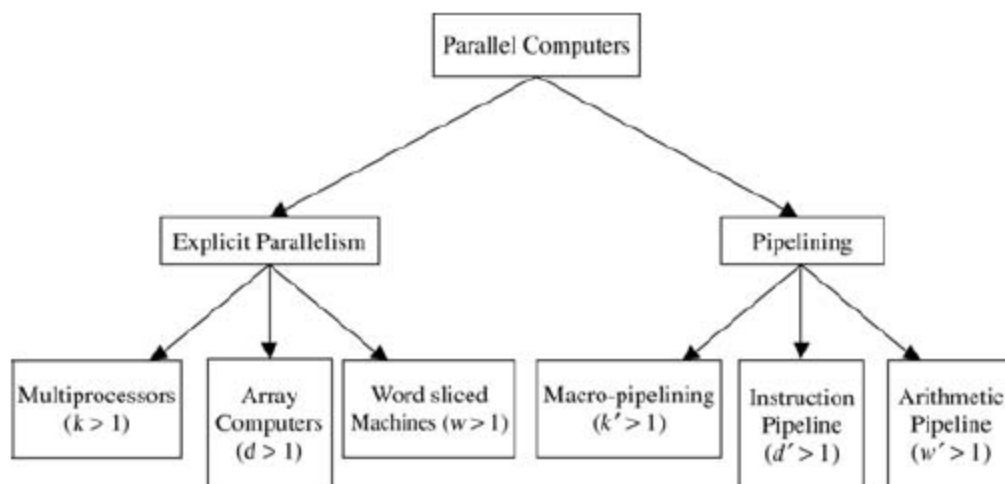 Parallel Computers
Explicit Parallelism
Pipelining
Multiprocessors
(k > 1)
Array
Computers
(d > 1)
Word sliced
Machines (w > 1)
Macro-pipelining
(k′ > 1)
Instruction
Pipeline
(d′ > 1)
Arithmetic
Pipeline
(w′ > 1)